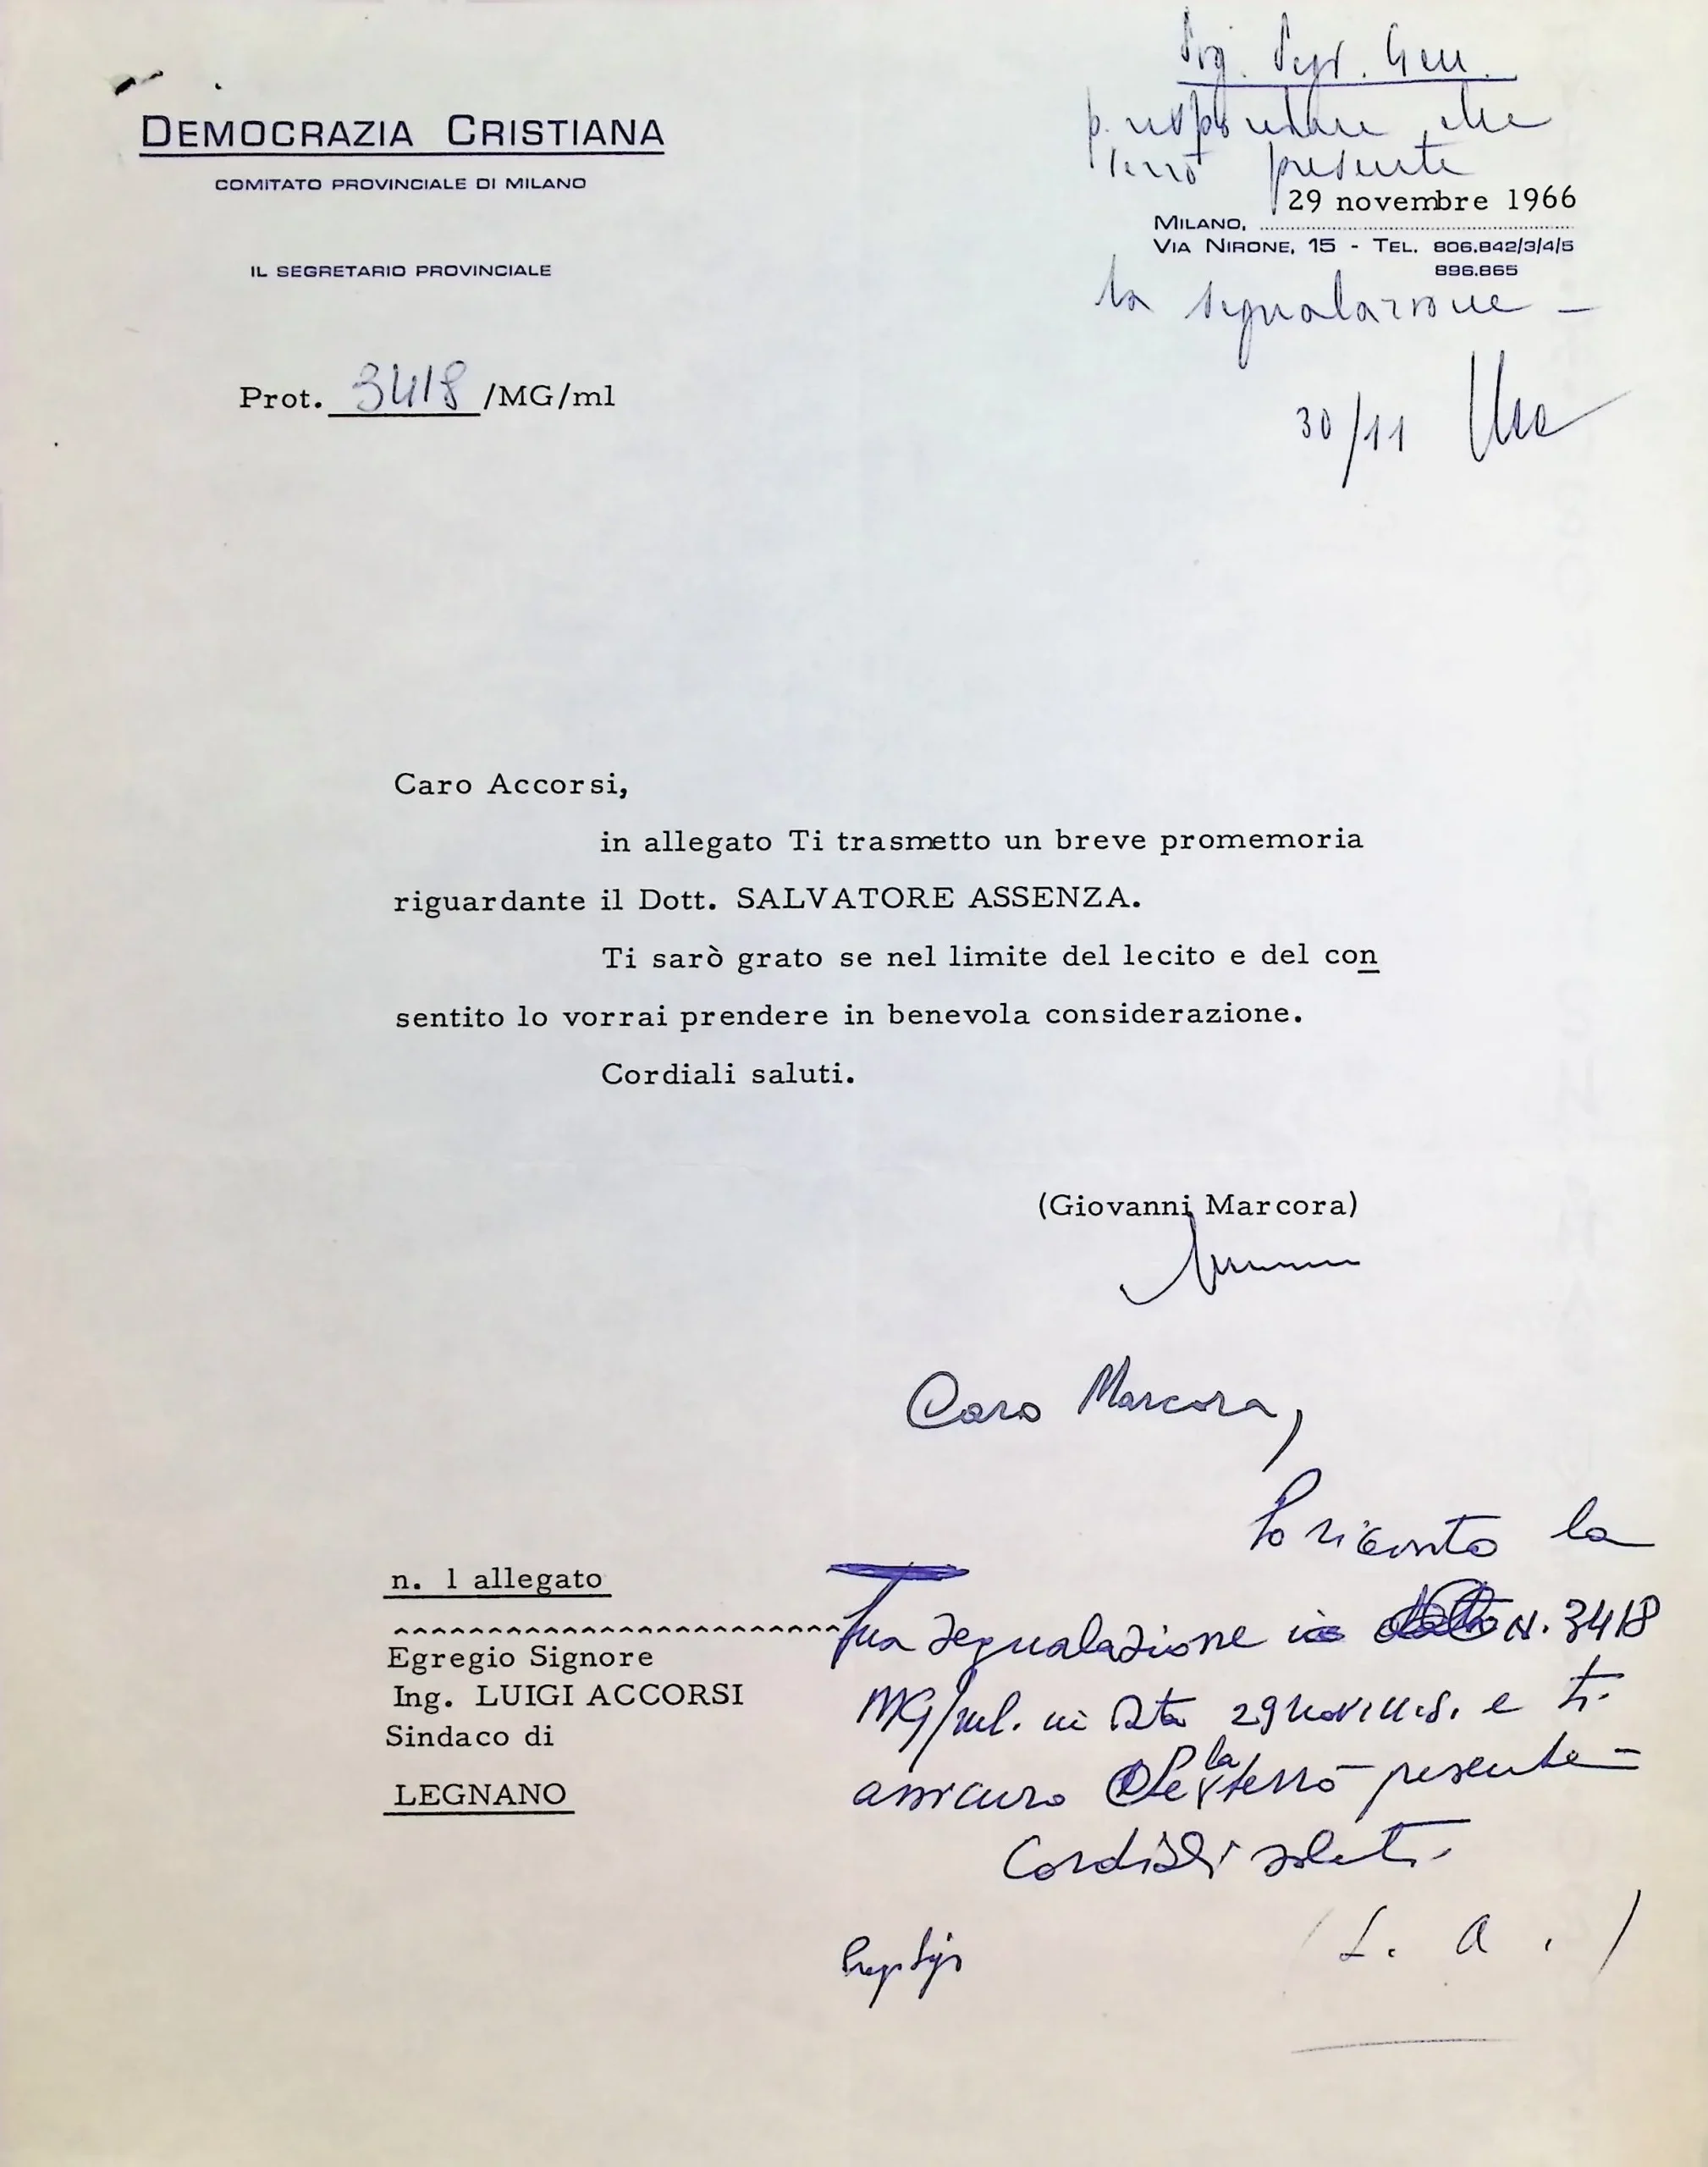 Sig. Segr. Gen.
p. rispondere che
terrò presente
DEMOCRAZIA CRISTIANA
COMITATO PROVINCIALE DI MILANO
29 novembre 1966
MILANO,
VIA NIRONE, 15 - TEL. 806.842/3/4/5
896.865
IL SEGRETARIO PROVINCIALE
la segnalazione -
Prot. 3418 /MG/ml
30/11
Caro Accorsi,
in allegato Ti trasmetto un breve promemoria
riguardante il Dott. SALVATORE ASSENZA.
Ti sarò grato se nel limite del lecito e del con
sentito lo vorrai prendere in benevola considerazione.
Cordiali saluti.
(Giovanni Marcora)
Caro Marcora,
ho ricevuto la
n. 1 allegato
Tua segnalazione N. 3418
MG/ml. in data 29 nov. u.s. e ti
assicuro che la terrò presente=
Cordiali saluti.
(L. A.)
Egregio Signore
Ing. LUIGI ACCORSI
Sindaco di
LEGNANO